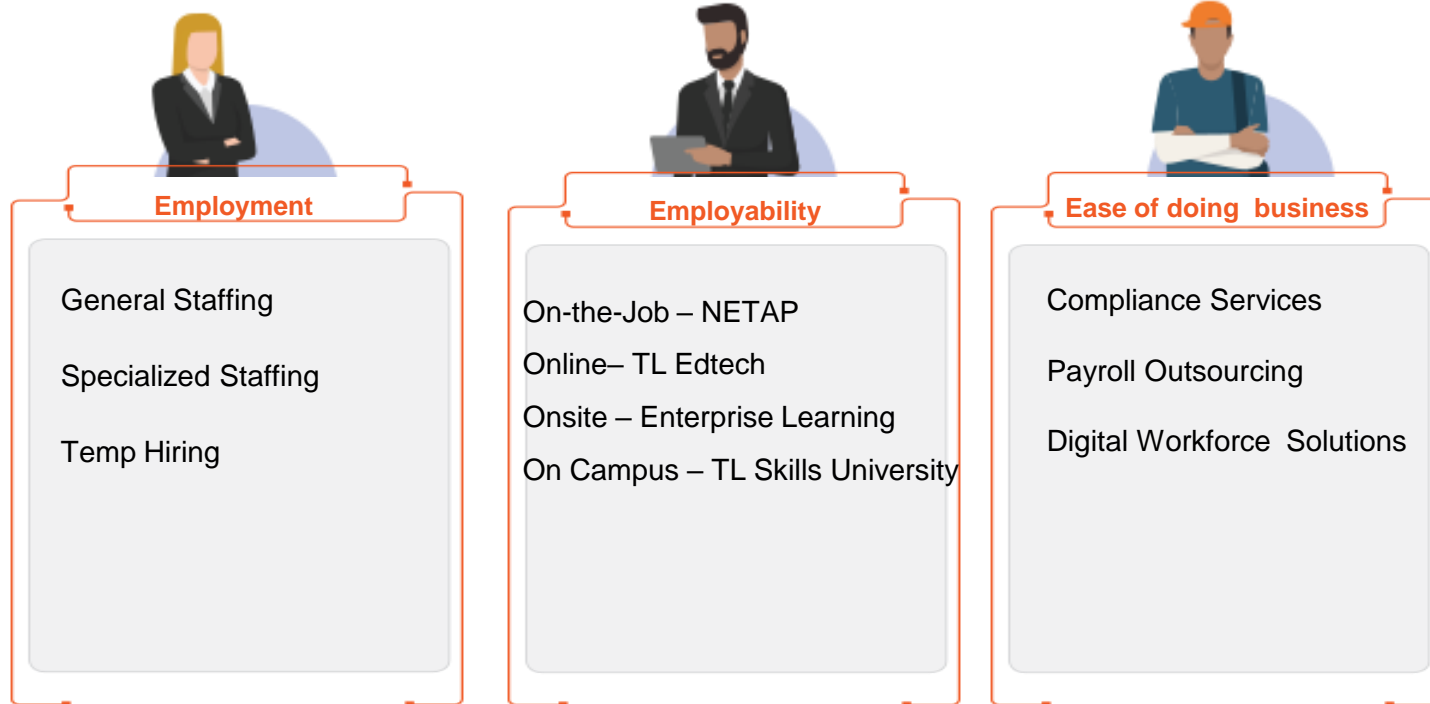 Employment
General Staffing
Specialized Staffing
Temp Hiring
Employability
On-the-Job – NETAP
Online– TL Edtech
Onsite – Enterprise Learning
On Campus – TL Skills University
Ease of doing  business
Compliance Services
Payroll Outsourcing
Digital Workforce  Solutions